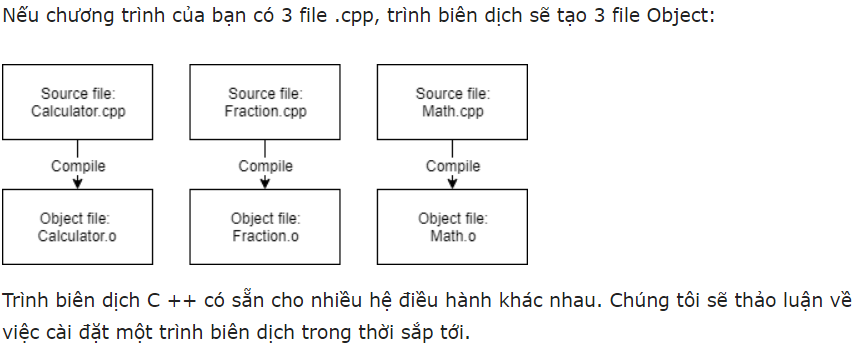 Nếu chương trình của bạn có 3 file .cpp, trình biên dịch sẽ tạo 3 file Object:
Source file:
Calculator.cpp
Source file:
Fraction.cpp
Source file:
Math.cpp
Compile
Compile
Compile
Object file:
Calculator.o
Object file:
Fraction.o
Object file:
Math.o
Trình biên dịch C ++ có sẵn cho nhiều hệ điều hành khác nhau. Chúng tôi sẽ thảo luận về
việc cài đặt một trình biên dịch trong thời sắp tới.